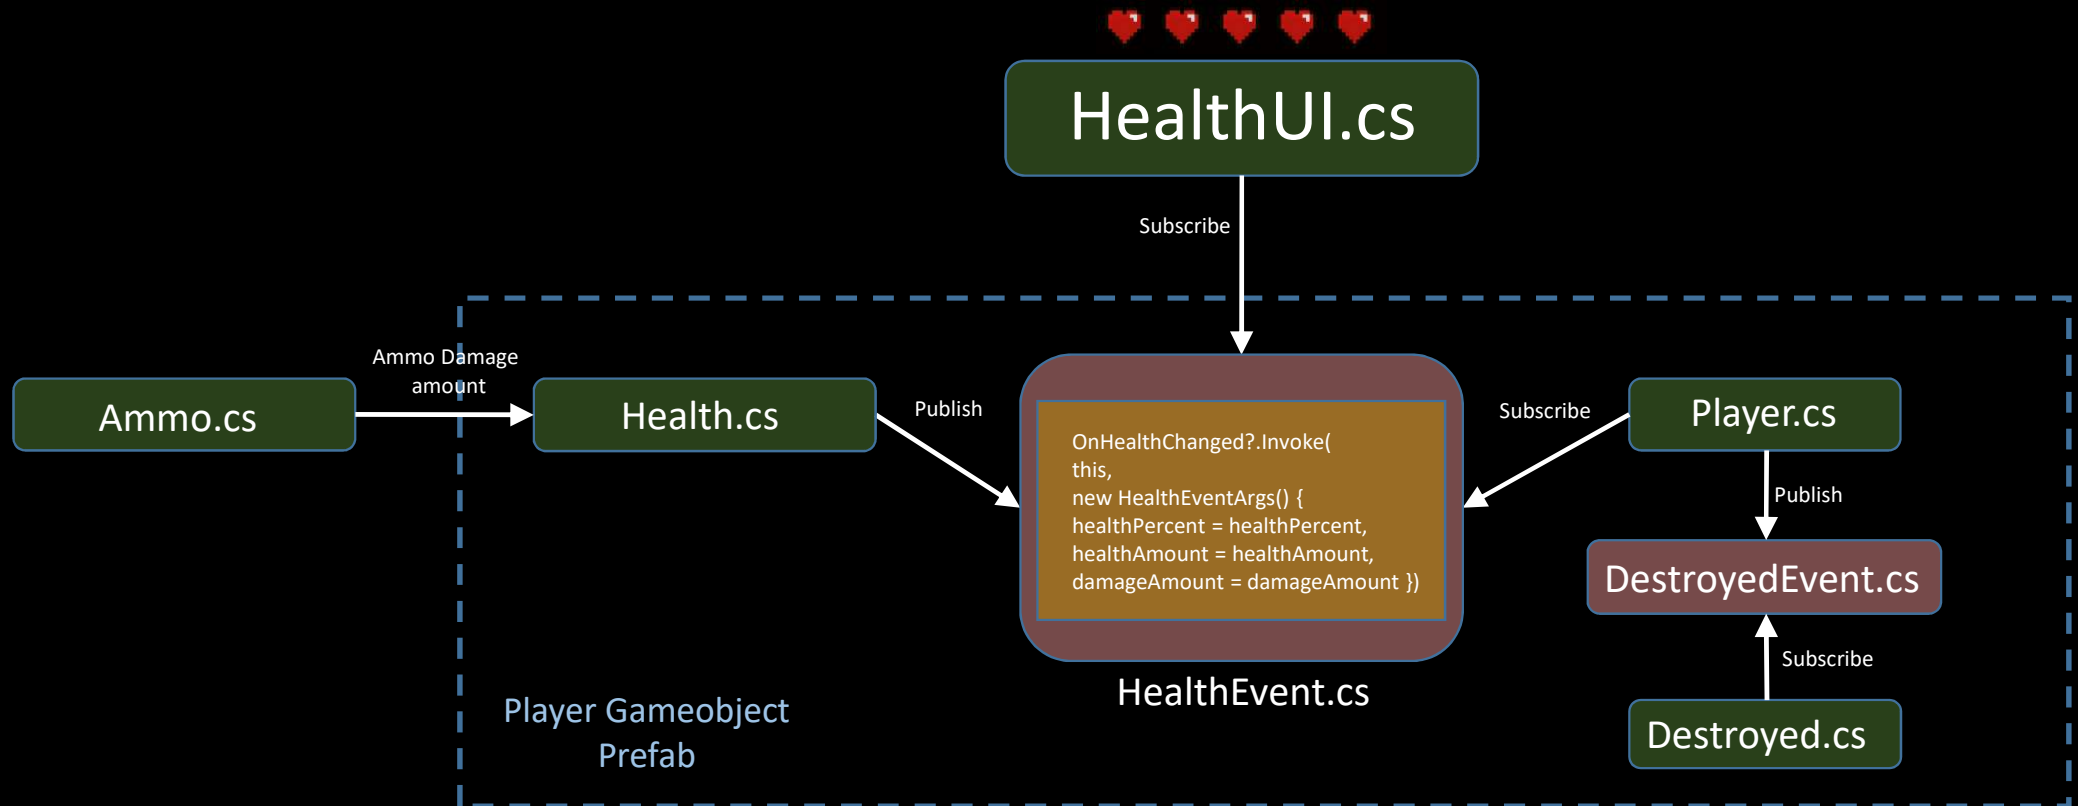 HealthUI.cs
Subscribe
Ammo Damage
amount
Ammo.cs
Health.cs
Publish
OnHealthChanged?.Invoke(
this,
new HealthEventArgs() {
healthPercent = healthPercent,
healthAmount = healthAmount,
damageAmount = damageAmount })
HealthEvent.cs
Subscribe
Player.cs
Publish
DestroyedEvent.cs
Subscribe
Destroyed.cs
Player Gameobject
Prefab